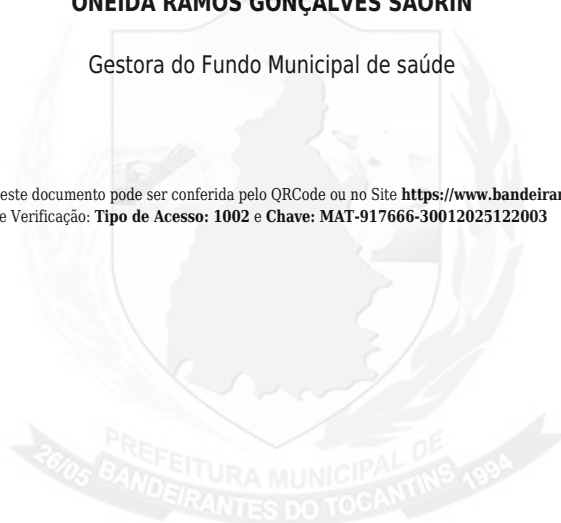 ONEIDA RAMOS GONÇALVES SAORIN
Gestora do Fundo Municipal de saúde
este documento pode ser conferida pelo QRCode ou no Site https://www.bandeiran
e Verificação: Tipo de Acesso: 1002 e Chave: MAT-917666-30012025122003
PREFEITURA MUNICIPAL DE
26/05 BANDEIRANTES DO TOCANTINS 1994